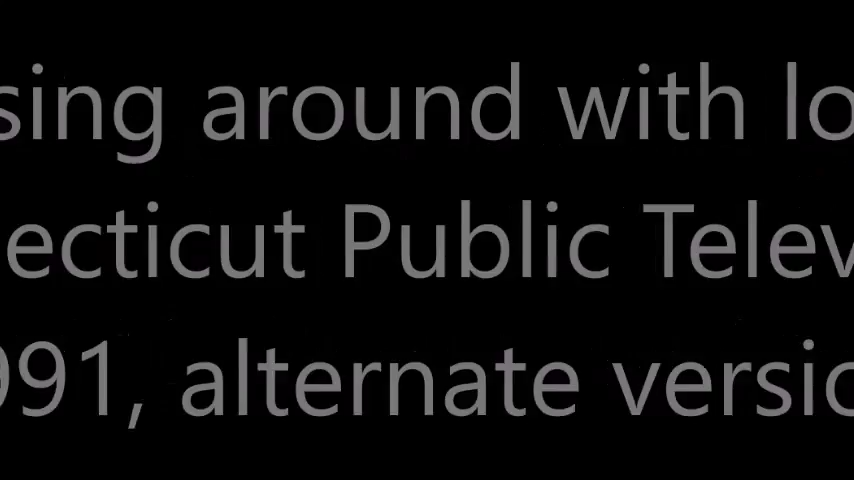 sing around with lo
ecticut Public Telev
991, alternate versio